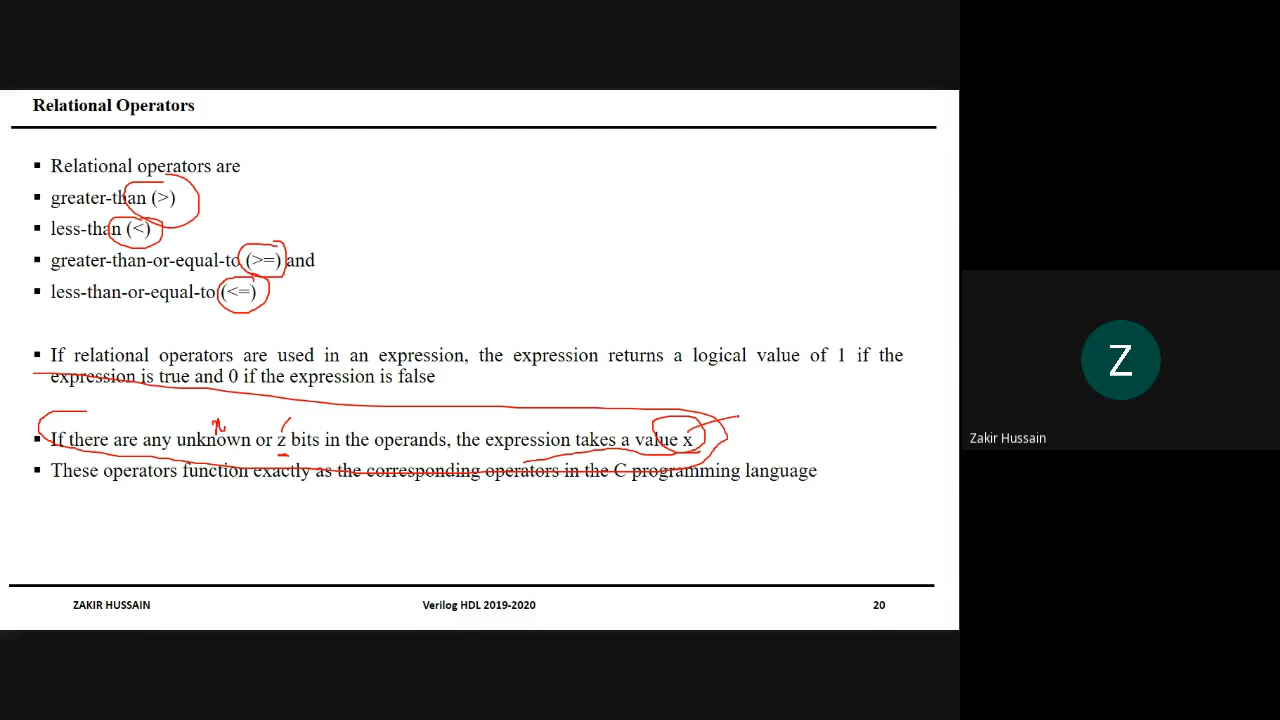 Relational Operators
▪ Relational operators are
▪ greater-than (>)
▪ less-than (<)
▪ greater-than-or-equal-to (>=) and
▪ less-than-or-equal-to (<=)
▪ If relational operators are used in an expression, the expression returns a logical value of 1 if the
expression is true and 0 if the expression is false
x
▪ If there are any unknown or z bits in the operands, the expression takes a value x
▪ These operators function exactly as the corresponding operators in the C programming language
ZAKIR HUSSAIN Verilog HDL 2019-2020 20
Z
Zakir Hussain